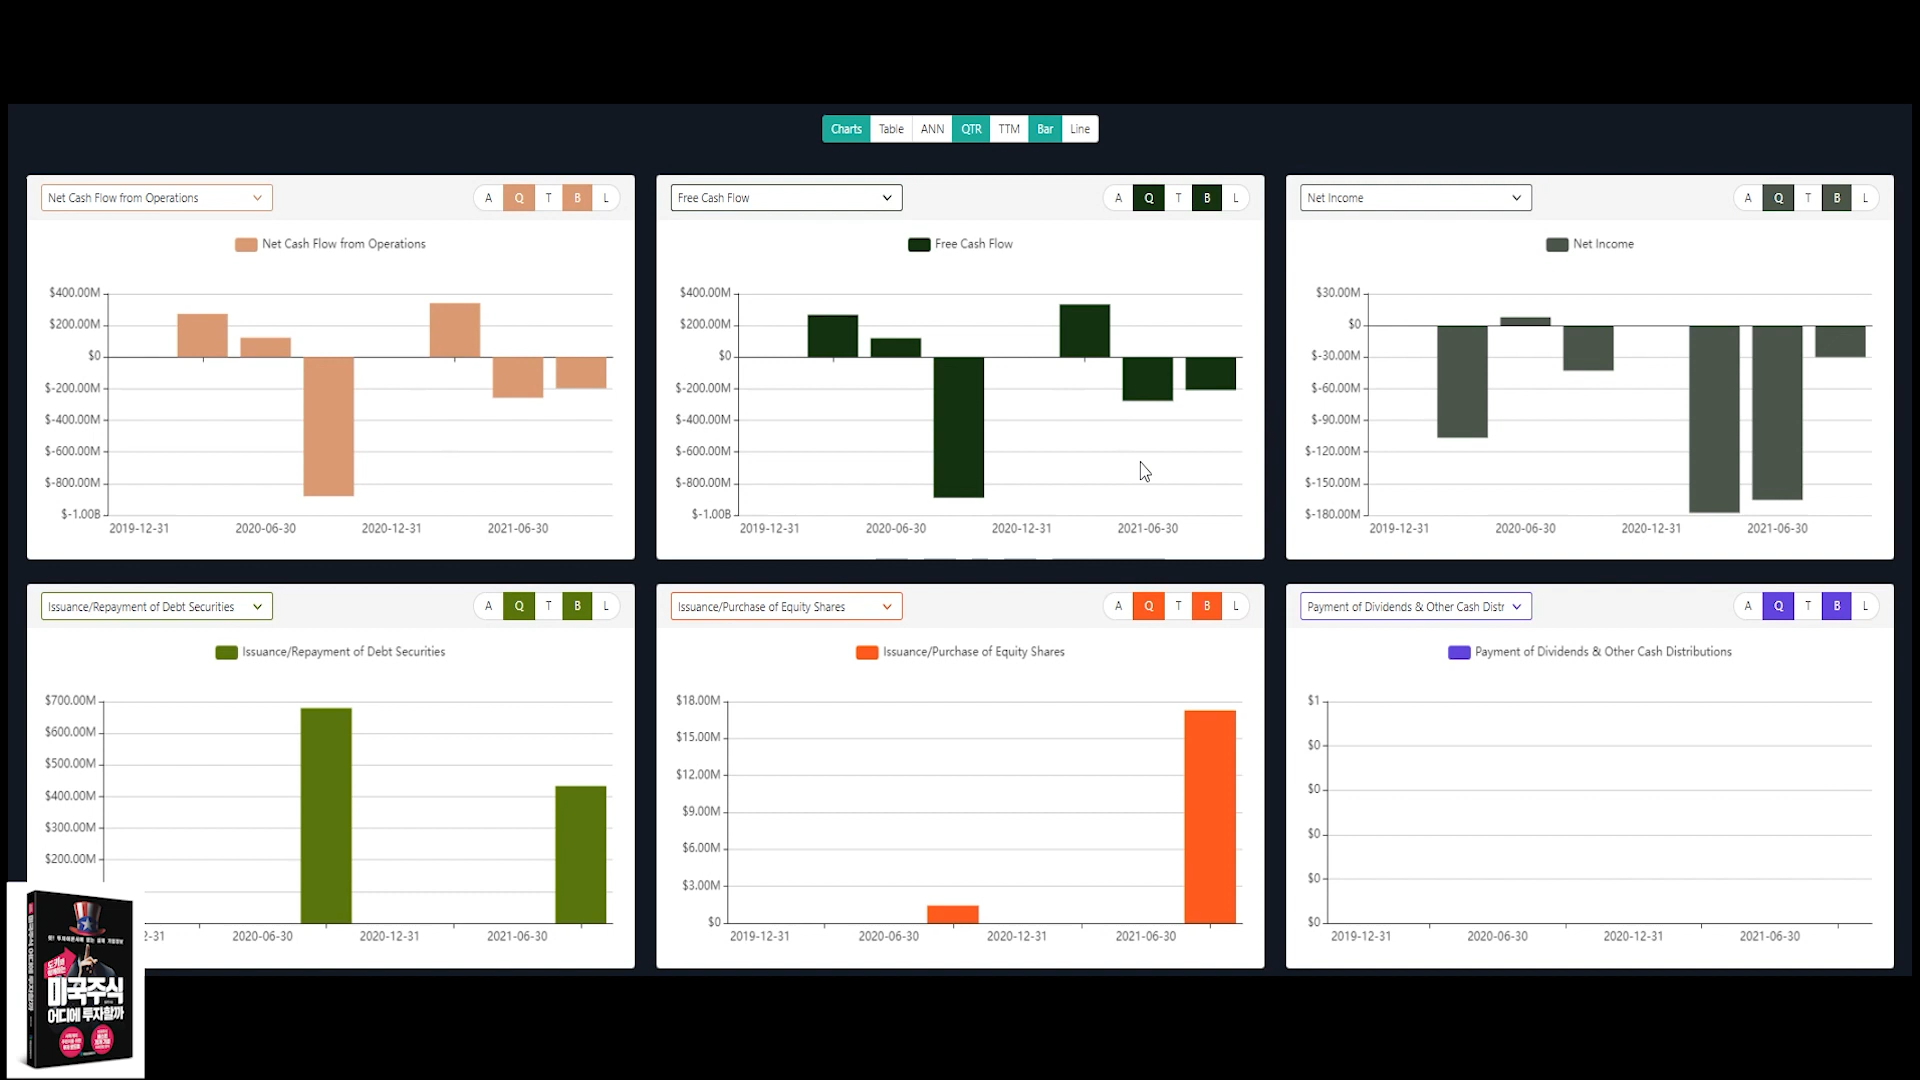 Charts Table ANN QTR TTM Bar Line
Net Cash Flow from Operations
A Q T B L
Net Cash Flow from Operations
$400.00M
$200.00M
$0
$-200.00M
$-400.00M
$-600.00M
$-800.00M
$-1.00B
2019-12-31 2020-06-30 2020-12-31 2021-06-30
Free Cash Flow
A Q T B L
Free Cash Flow
$400.00M
$200.00M
$0
$-200.00M
$-400.00M
$-600.00M
$-800.00M
$-1.00B
2019-12-31 2020-06-30 2020-12-31 2021-06-30
Net Income
A Q T B L
Net Income
$30.00M
$0
$-30.00M
$-60.00M
$-90.00M
$-120.00M
$-150.00M
$-180.00M
2019-12-31 2020-06-30 2020-12-31 2021-06-30
Issuance/Repayment of Debt Securities
A Q T B L
Issuance/Repayment of Debt Securities
$700.00M
$600.00M
$500.00M
$400.00M
$300.00M
$200.00M
2-31 2020-06-30 2020-12-31 2021-06-30
Issuance/Purchase of Equity Shares
A Q T B L
Issuance/Purchase of Equity Shares
$18.00M
$15.00M
$12.00M
$9.00M
$6.00M
$3.00M
$0
2019-12-31 2020-06-30 2020-12-31 2021-06-30
Payment of Dividends & Other Cash Distr
A Q T B L
Payment of Dividends & Other Cash Distributions
$1
$0
$0
$0
$0
$0
2019-12-31 2020-06-30 2020-12-31 2021-06-30
미국주식
어디에 투자할까